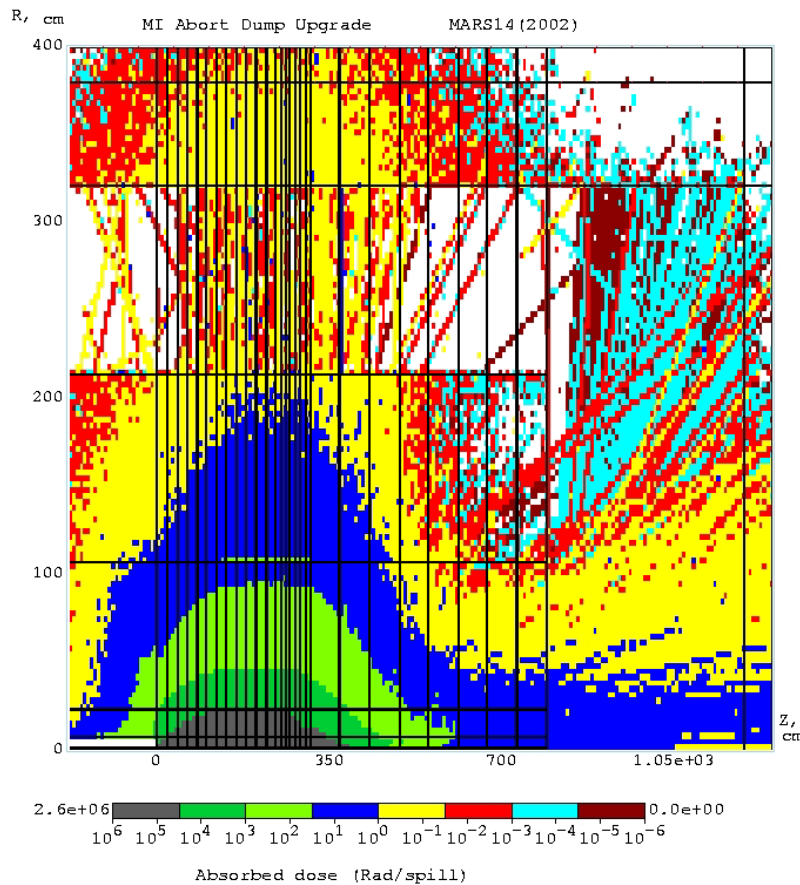 R, cm
MI Abort Dump Upgrade
MARS14(2002)
400
300
200
100
0
Z, cm
0 350 700 1.05e+03
2.6e+06 0.0e+00
10^6 10^5 10^4 10^3 10^2 10^1 10^0 10^-1 10^-2 10^-3 10^-4 10^-5 10^-6
Absorbed dose (Rad/spill)